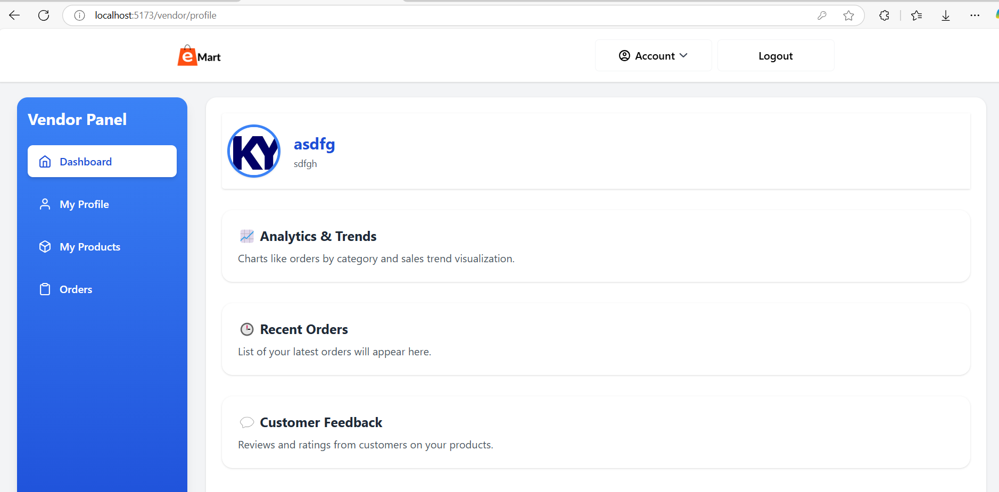 localhost:5173/vendor/profile
e Mart
Account
Logout
Vendor Panel
Dashboard
My Profile
My Products
Orders
KY
asdfg
sdfgh
Analytics & Trends
Charts like orders by category and sales trend visualization.
Recent Orders
List of your latest orders will appear here.
Customer Feedback
Reviews and ratings from customers on your products.